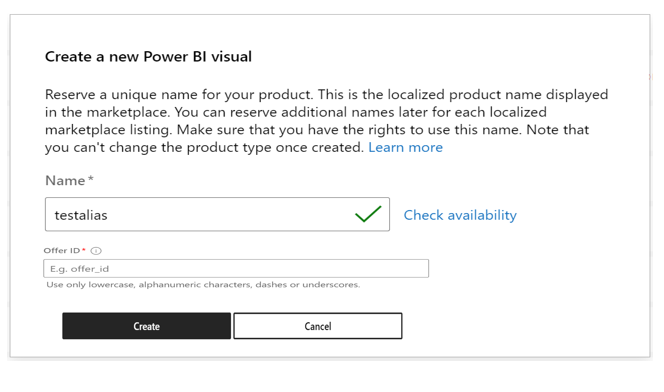 Create a new Power BI visual
Reserve a unique name for your product. This is the localized product name displayed
in the marketplace. You can reserve additional names later for each localized
marketplace listing. Make sure that you have the rights to use this name. Note that
you can't change the product type once created. Learn more
Name*
testalias
Check availability
Offer ID*
E.g. offer_id
Use only lowercase, alphanumeric characters, dashes or underscores.
Create
Cancel